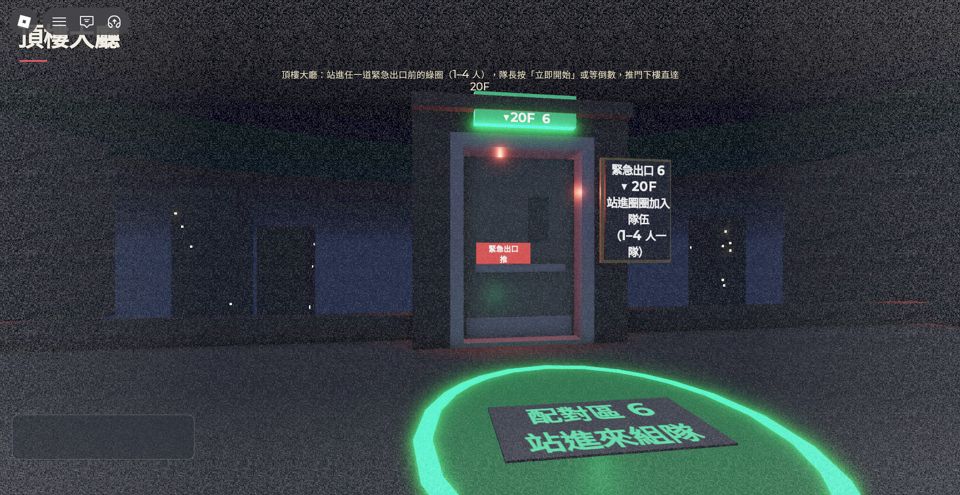 頂樓大廳
頂樓大廳：站進任一道緊急出口前的綠圈（1–4 人），隊長按「立即開始」或等倒數，推門下樓直達
20F
▼20F 6
緊急出口 6
▼ 20F
站進圈圈加入
隊伍
（1–4 人一
隊）
緊急出口
推
配對區 6
站進來組隊